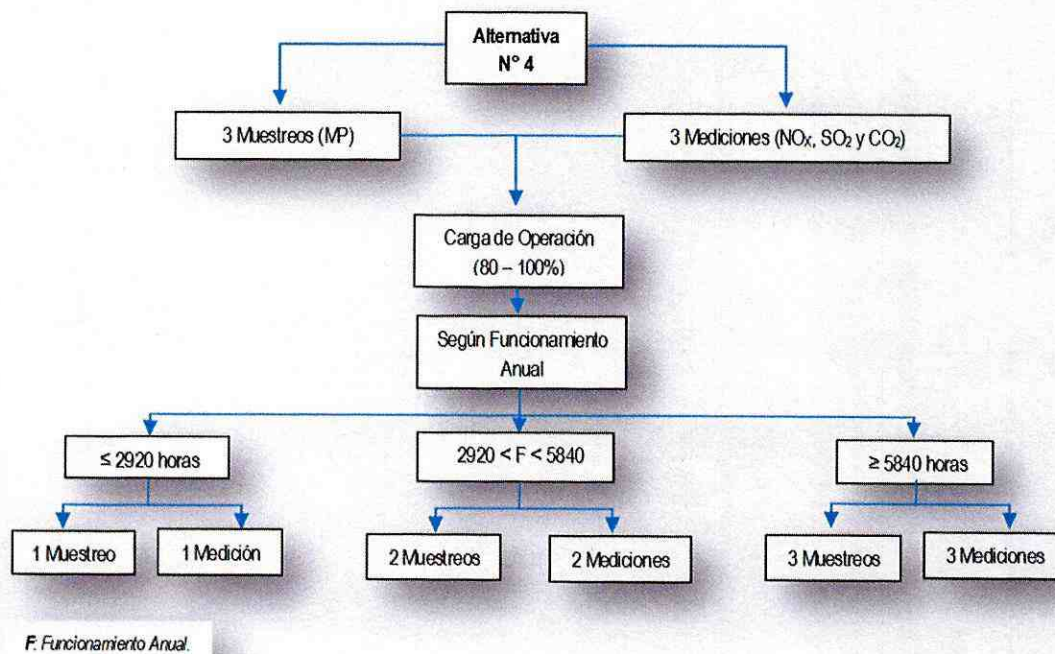 Alternativa
N° 4
3 Muestreos (MP)
3 Mediciones (NOx, SO₂ y CO₂)
Carga de Operación
(80 – 100%)
Según Funcionamiento
Anual
≤ 2920 horas
2920 < F < 5840
≥ 5840 horas
1 Muestreo
1 Medición
2 Muestreos
2 Mediciones
3 Muestreos
3 Mediciones
F: Funcionamiento Anual.